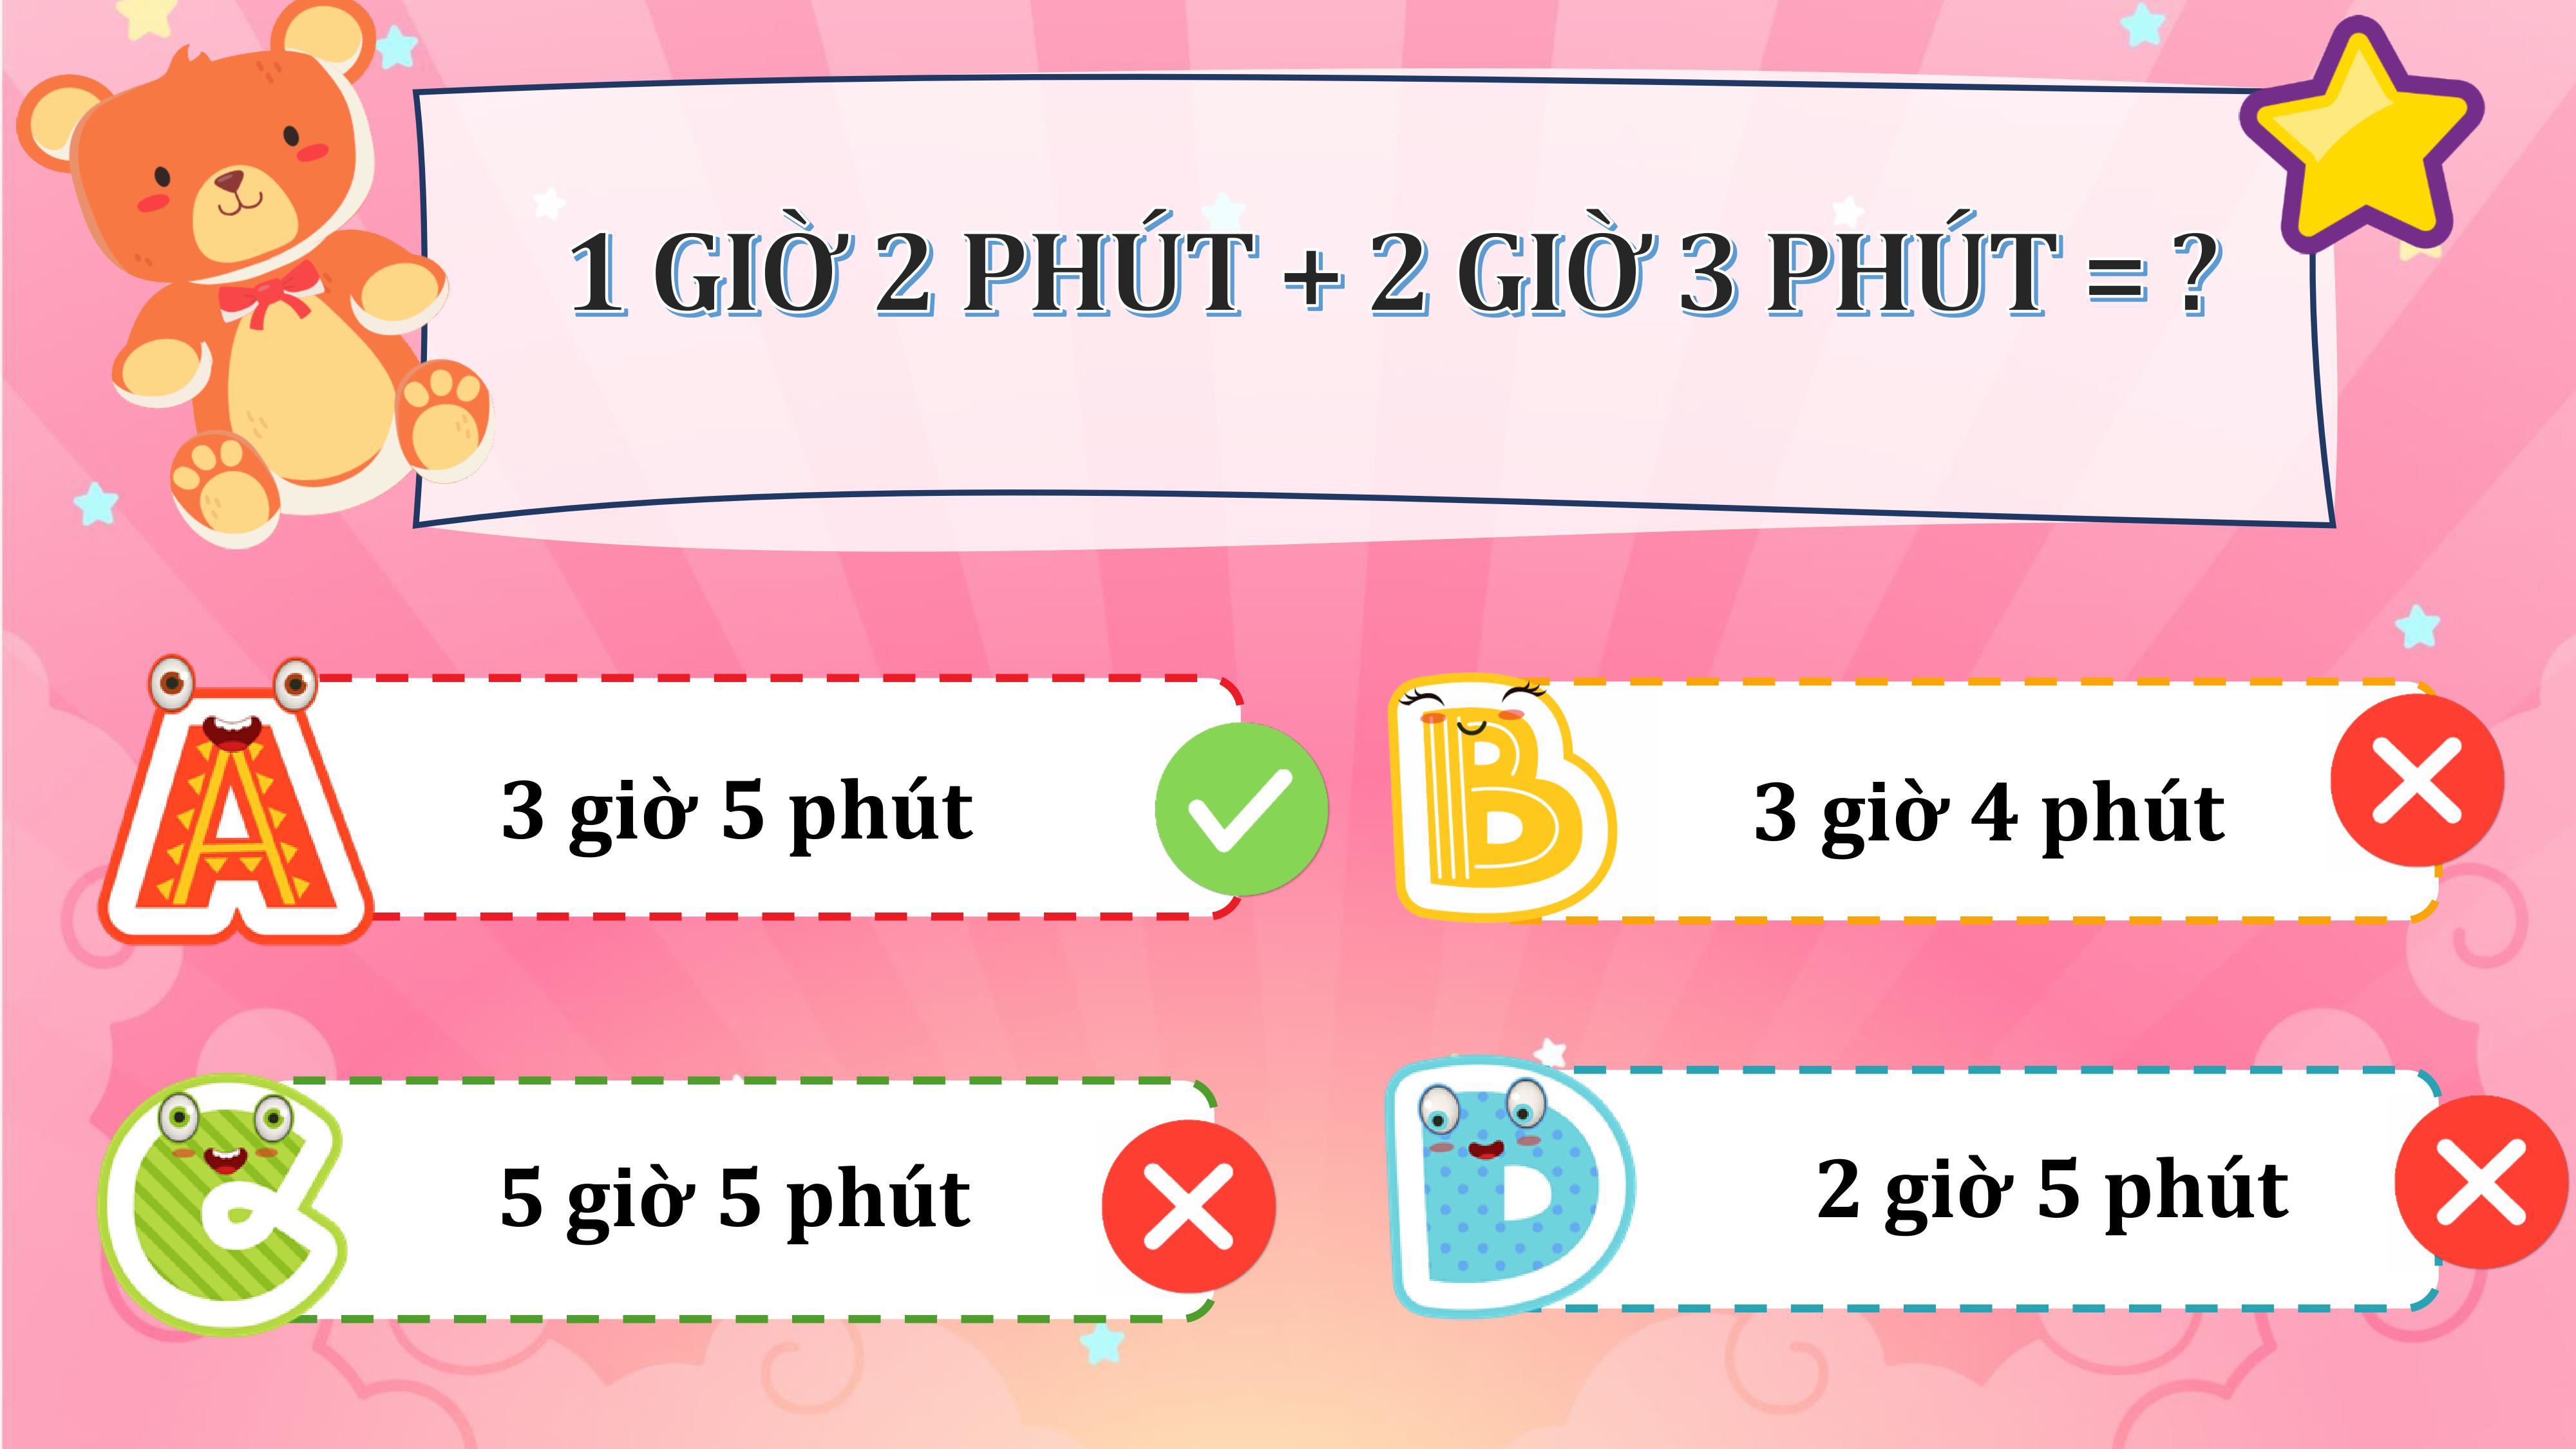 1 GIỜ 2 PHÚT + 2 GIỜ 3 PHÚT = ?
A
3 giờ 5 phút
B
3 giờ 4 phút
C
5 giờ 5 phút
D
2 giờ 5 phút